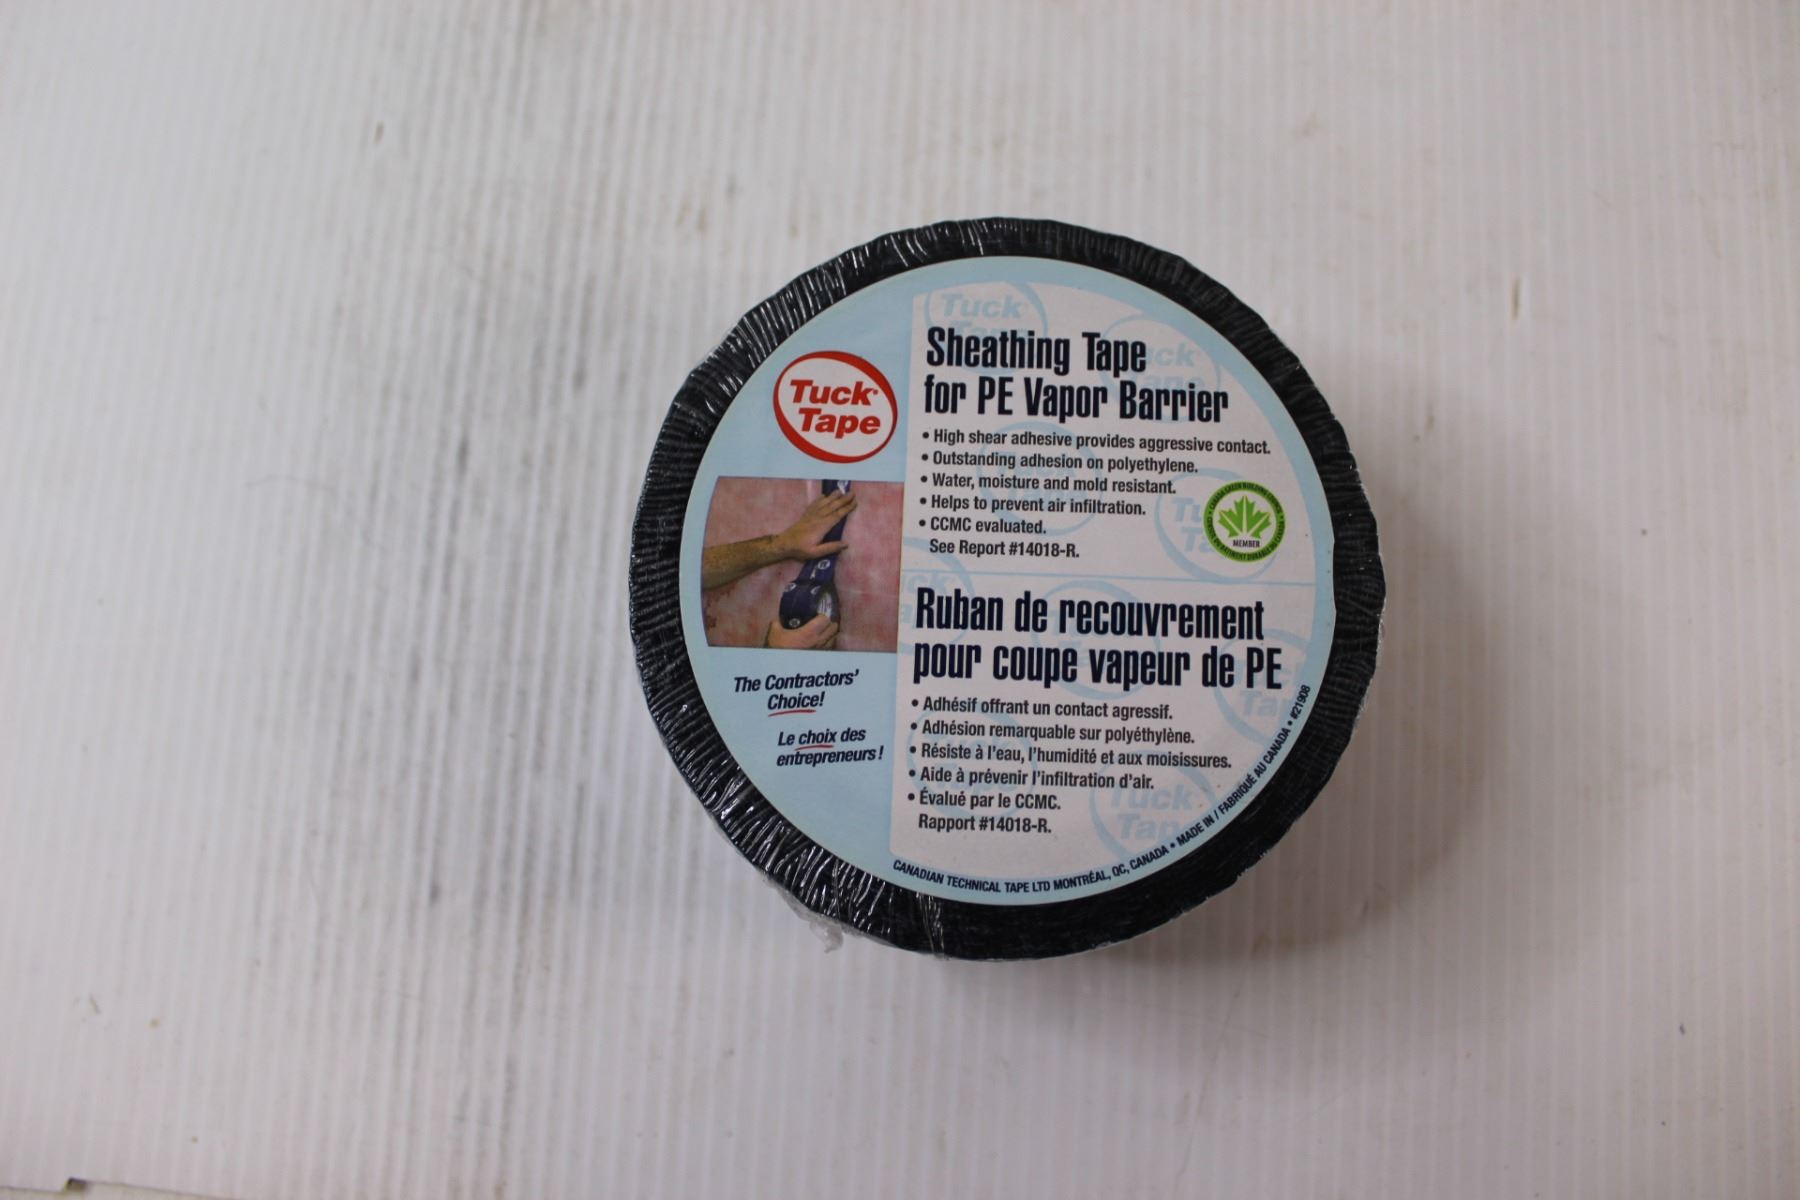 Tuck
Tape
Sheathing Tape
for PE Vapor Barrier
• High shear adhesive provides aggressive contact.
• Outstanding adhesion on polyethylene.
• Water, moisture and mold resistant.
• Helps to prevent air infiltration.
• CCMC evaluated.
See Report #14018-R.
MEMBER
The Contractors'
Choice!
Le choix des
entrepreneurs !
Ruban de recouvrement
pour coupe vapeur de PE
• Adhésif offrant un contact agressif.
• Adhésion remarquable sur polyéthylène.
• Résiste à l'eau, l'humidité et aux moisissures.
• Aide à prévenir l'infiltration d'air.
• Évalué par le CCMC.
Rapport #14018-R.
CANADIAN TECHNICAL TAPE LTD MONTRÉAL, QC, CANADA • MADE IN / FABRIQUÉ AU CANADA • #21908